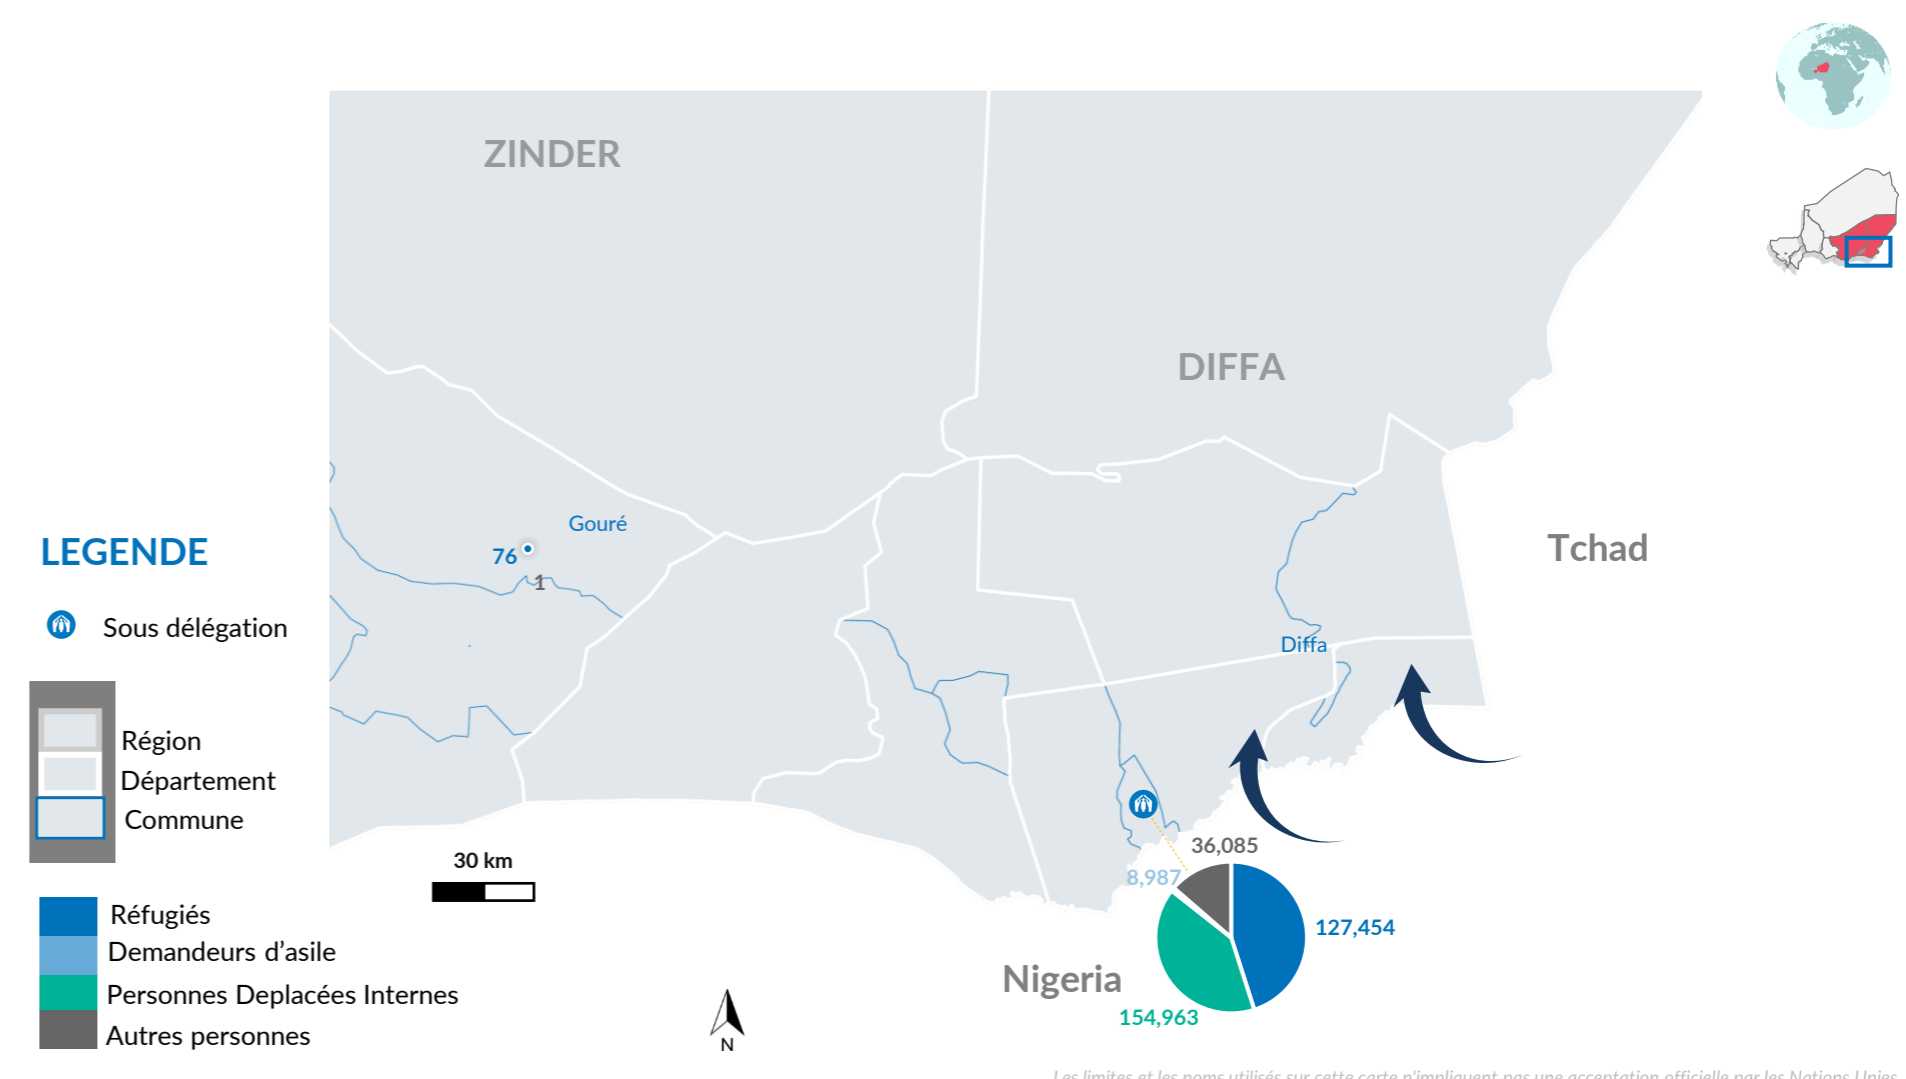 ZINDER
DIFFA
Gouré
76
1
Tchad
Diffa
LEGENDE
Sous délégation
Région
Département
Commune
30 km
Réfugiés
Demandeurs d’asile
Personnes Deplacées Internes
Autres personnes
36,085
8,987
127,454
154,963
Nigeria
N
Les limites et les noms utilisés sur cette carte n'impliquent pas une acceptation officielle par les Nations Unies